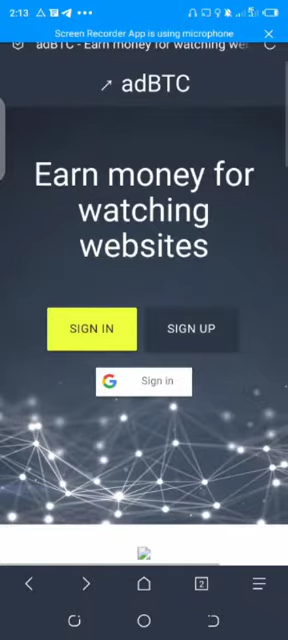 2:13
Screen Recorder App is using microphone
adBTC - Earn money for watching we
adBTC
Earn money for
watching
websites
SIGN IN
SIGN UP
Sign in
2